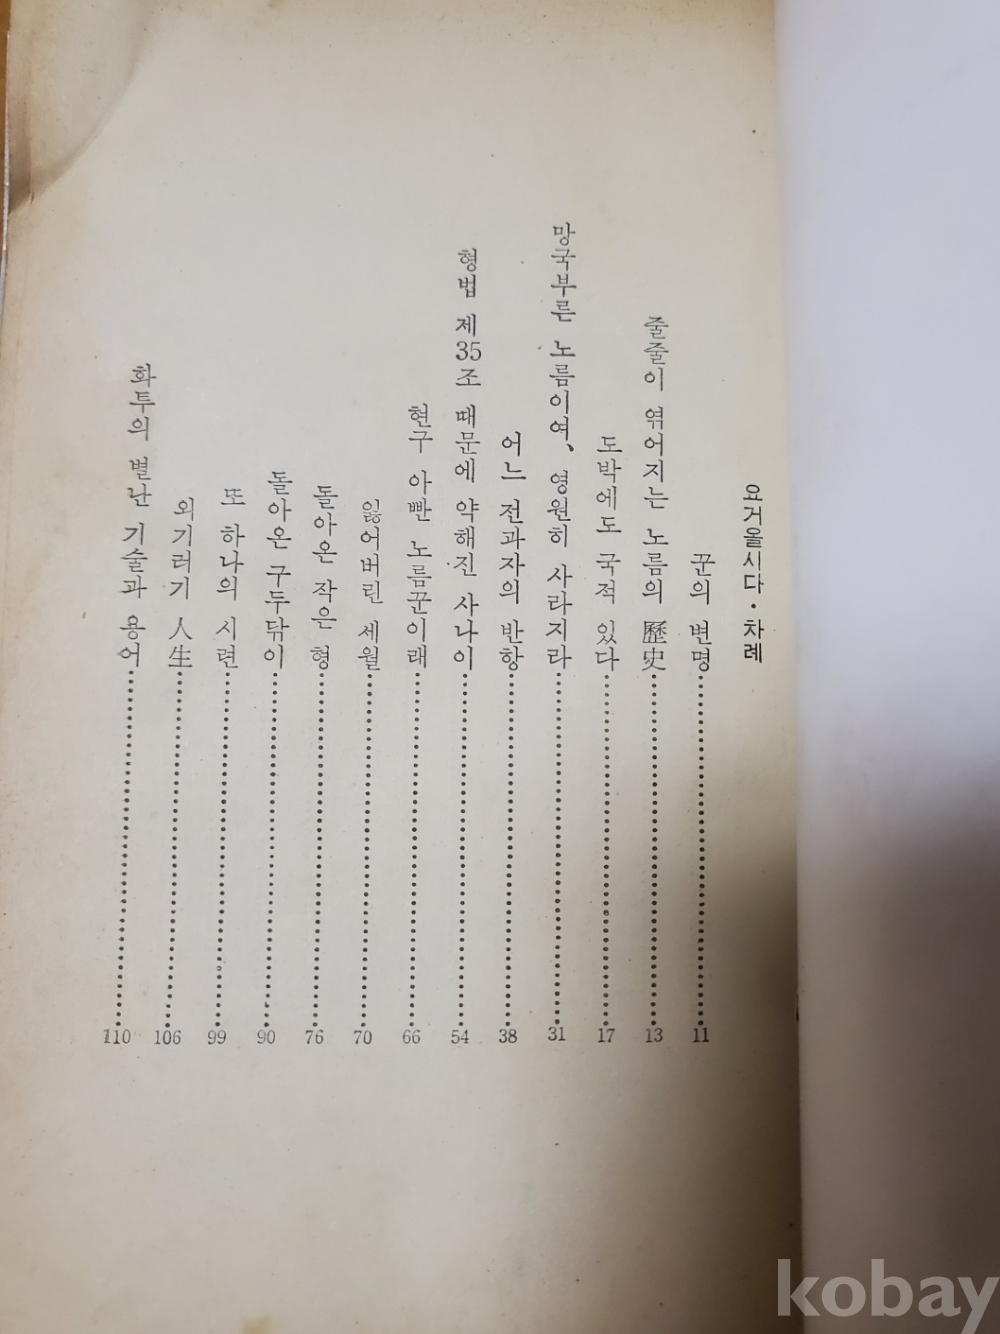 요거올시다・차례
꾼의 변명 11
줄줄이 엮어지는 노름의 歷史 13
도박에도 국적 있다 17
망국부른 노름이여、영원히 사라지라 31
어느 전과자의 반항 38
형법 제35조 때문에 약해진 사나이 54
현구 아빤 노름꾼이래 66
잃어버린 세월 70
돌아온 작은 형 76
돌아온 구두닦이 90
또 하나의 시련 99
외기러기 人生 106
화투의 별난 기술과 용어 110
kobay